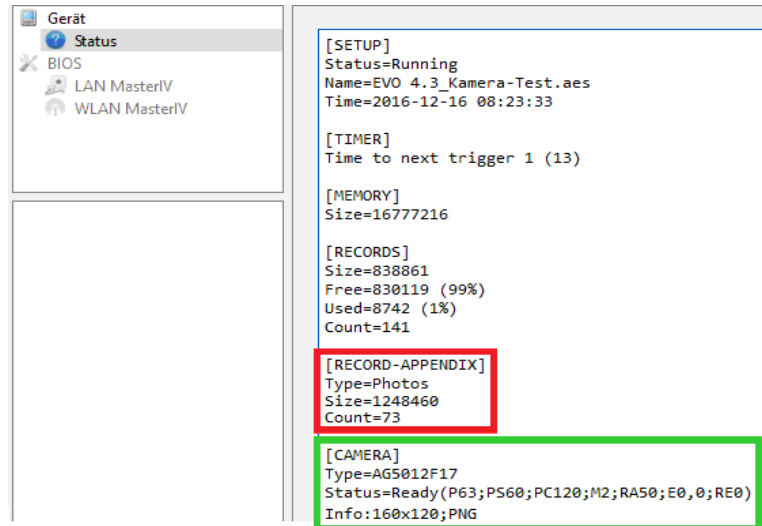 Gerät
Status
BIOS
LAN MasterIV
WLAN MasterIV
[SETUP]
Status=Running
Name=EVO 4.3_Kamera-Test.aes
Time=2016-12-16 08:23:33
[TIMER]
Time to next trigger 1 (13)
[MEMORY]
Size=16777216
[RECORDS]
Size=838861
Free=830119 (99%)
Used=8742 (1%)
Count=141
[RECORD-APPENDIX]
Type=Photos
Size=1248460
Count=73
[CAMERA]
Type=AG5012F17
Status=Ready(P63;PS60;PC120;M2;RA50;E0,0;RE0)
Info:160x120;PNG